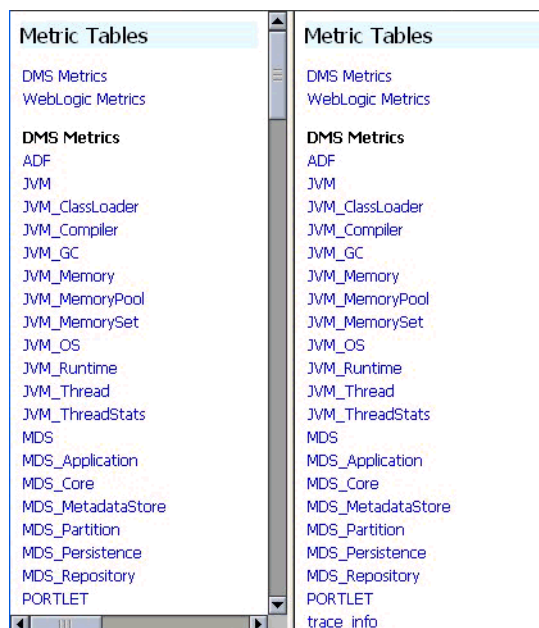 Metric Tables
DMS Metrics
WebLogic Metrics
DMS Metrics
ADF
JVM
JVM_ClassLoader
JVM_Compiler
JVM_GC
JVM_Memory
JVM_MemoryPool
JVM_MemorySet
JVM_OS
JVM_Runtime
JVM_Thread
JVM_ThreadStats
MDS
MDS_Application
MDS_Core
MDS_MetadataStore
MDS_Partition
MDS_Persistence
MDS_Repository
PORTLET
Metric Tables
DMS Metrics
WebLogic Metrics
DMS Metrics
ADF
JVM
JVM_ClassLoader
JVM_Compiler
JVM_GC
JVM_Memory
JVM_MemoryPool
JVM_MemorySet
JVM_OS
JVM_Runtime
JVM_Thread
JVM_ThreadStats
MDS
MDS_Application
MDS_Core
MDS_MetadataStore
MDS_Partition
MDS_Persistence
MDS_Repository
PORTLET
trace_info